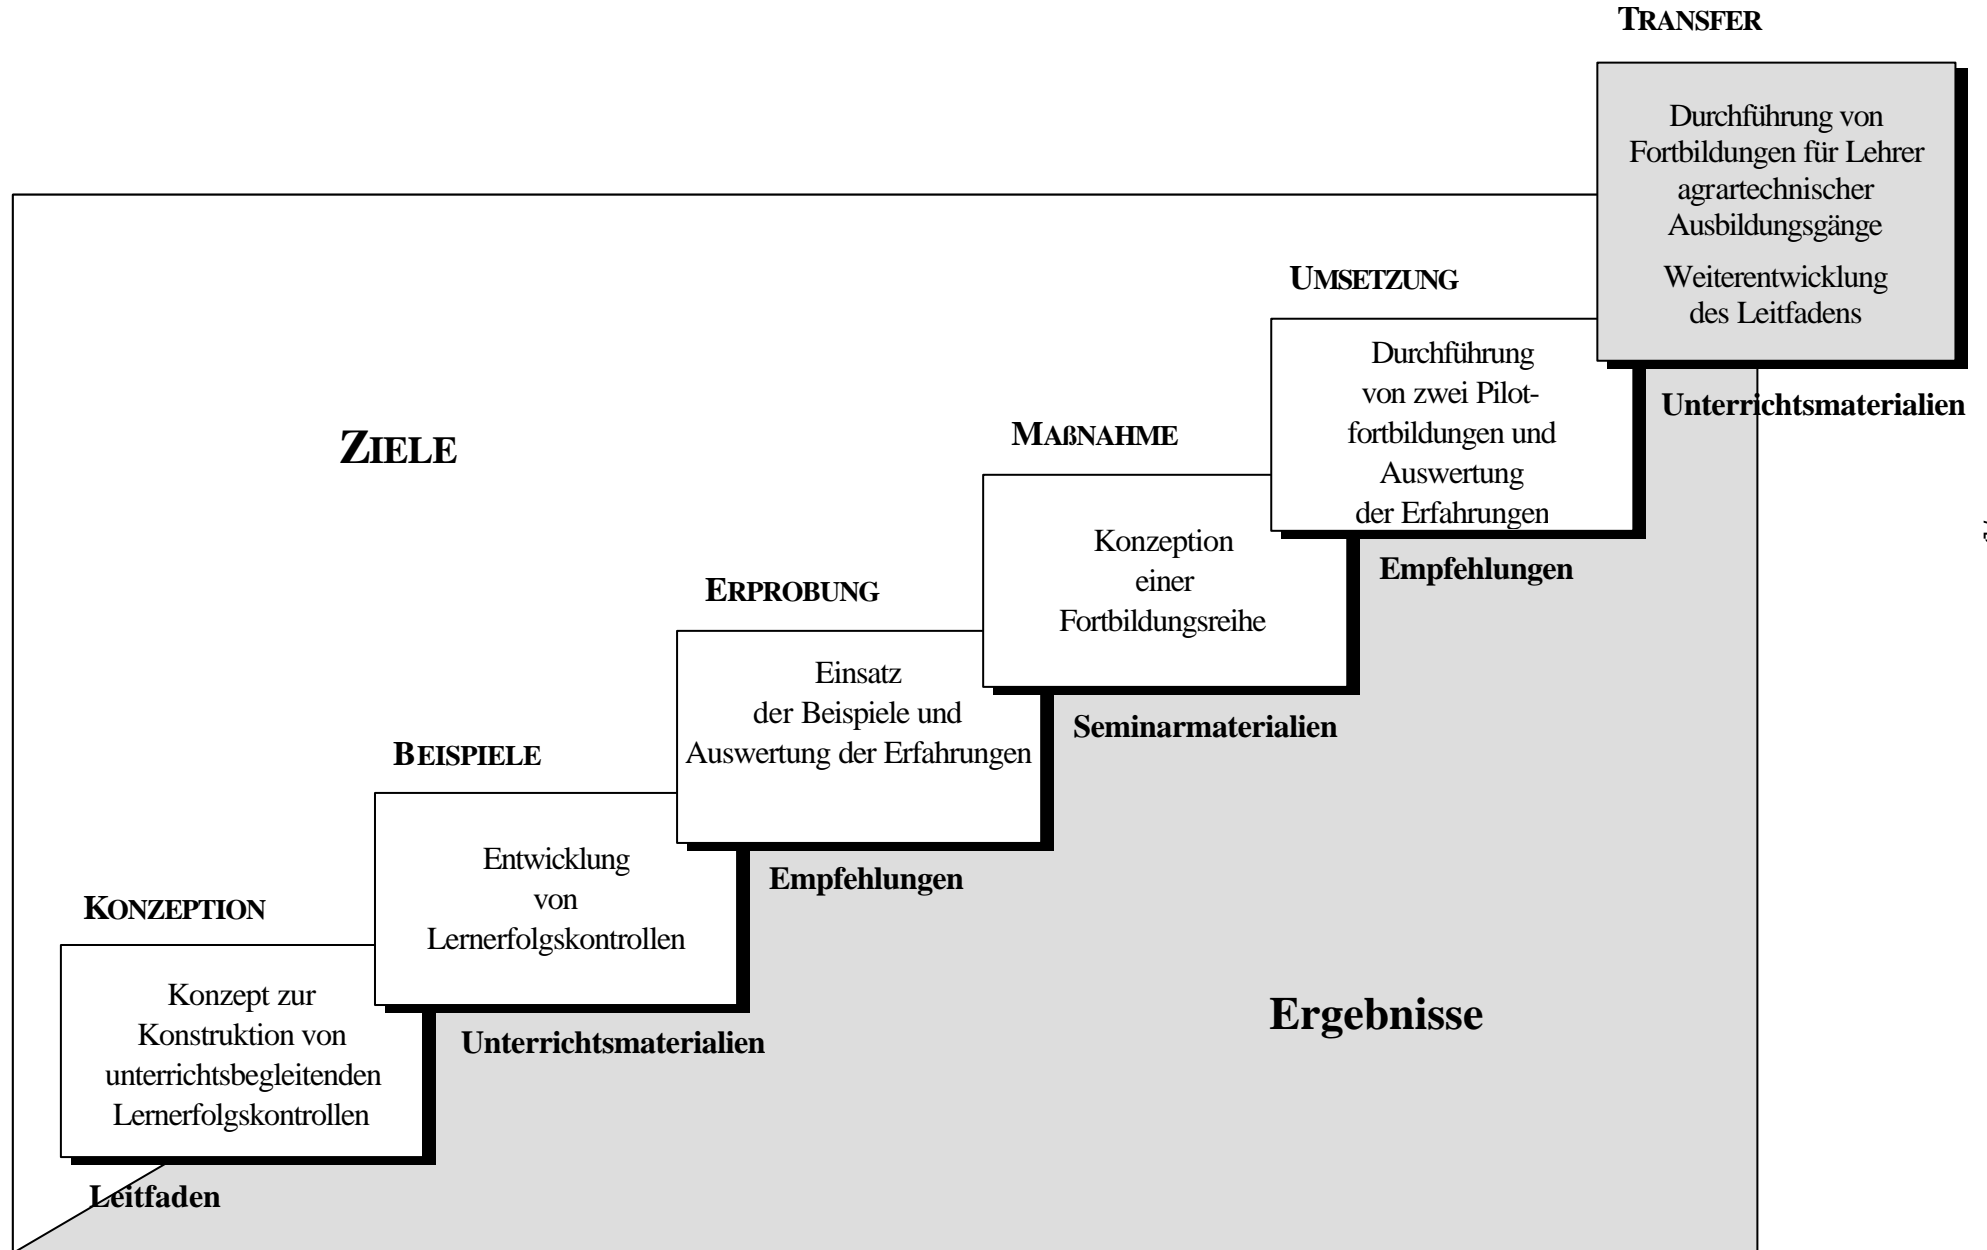 TRANSFER
Durchführung von
Fortbildungen für Lehrer
agrartechnischer
Ausbildungsgänge
Weiterentwicklung
des Leitfadens
Unterrichtsmaterialien
UMSETZUNG
Durchführung
von zwei Pilot-
fortbildungen und
Auswertung
der Erfahrungen
Empfehlungen
ZIELE
MAßNAHME
Konzeption
einer
Fortbildungsreihe
Seminarmaterialien
ERPROBUNG
Einsatz
der Beispiele und
Auswertung der Erfahrungen
Empfehlungen
BEISPIELE
Entwicklung
von
Lernerfolgskontrollen
Unterrichtsmaterialien
KONZEPTION
Konzept zur
Konstruktion von
unterrichtsbegleitenden
Lernerfolgskontrollen
Leitfaden
Ergebnisse